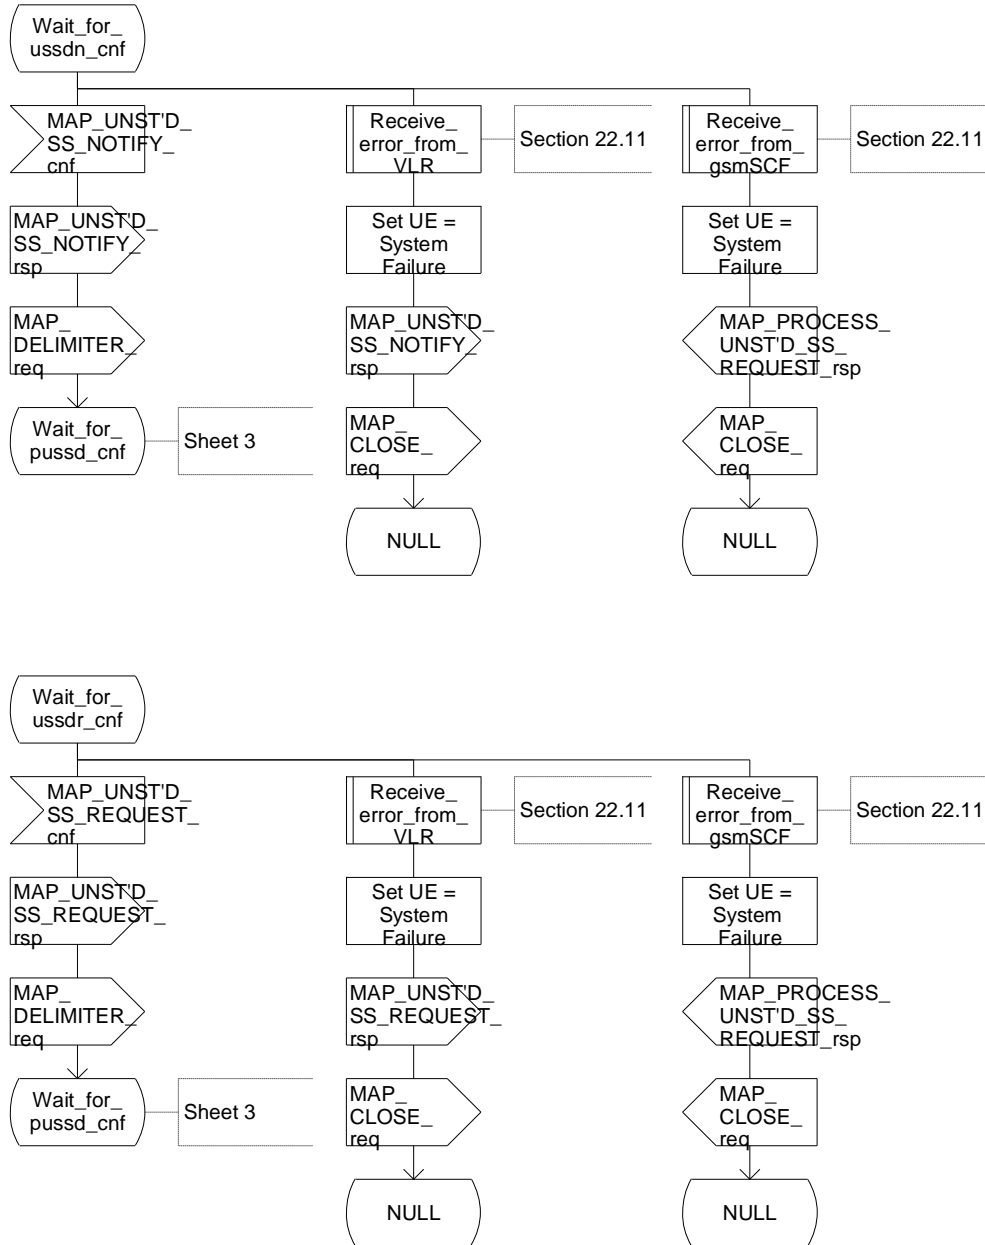 Wait_for_
ussdn_cnf
MAP_UNST'D_
SS_NOTIFY_
cnf
Receive_
error_from_
VLR
Section 22.11
Receive_
error_from_
gsmSCF
Section 22.11
MAP_UNST'D_
SS_NOTIFY_
rsp
Set UE =
System
Failure
Set UE =
System
Failure
MAP_
DELIMITER_
req
MAP_UNST'D_
SS_NOTIFY_
rsp
MAP_PROCESS_
UNST'D_SS_
REQUEST_rsp
Wait_for_
pussd_cnf
Sheet 3
MAP_
CLOSE_
req
MAP_
CLOSE_
req
NULL
NULL
Wait_for_
ussdr_cnf
MAP_UNST'D_
SS_REQUEST_
cnf
Receive_
error_from_
VLR
Section 22.11
Receive_
error_from_
gsmSCF
Section 22.11
MAP_UNST'D_
SS_REQUEST_
rsp
Set UE =
System
Failure
Set UE =
System
Failure
MAP_
DELIMITER_
req
MAP_UNST'D_
SS_REQUEST_
rsp
MAP_PROCESS_
UNST'D_SS_
REQUEST_rsp
Wait_for_
pussd_cnf
Sheet 3
MAP_
CLOSE_
req
MAP_
CLOSE_
req
NULL
NULL